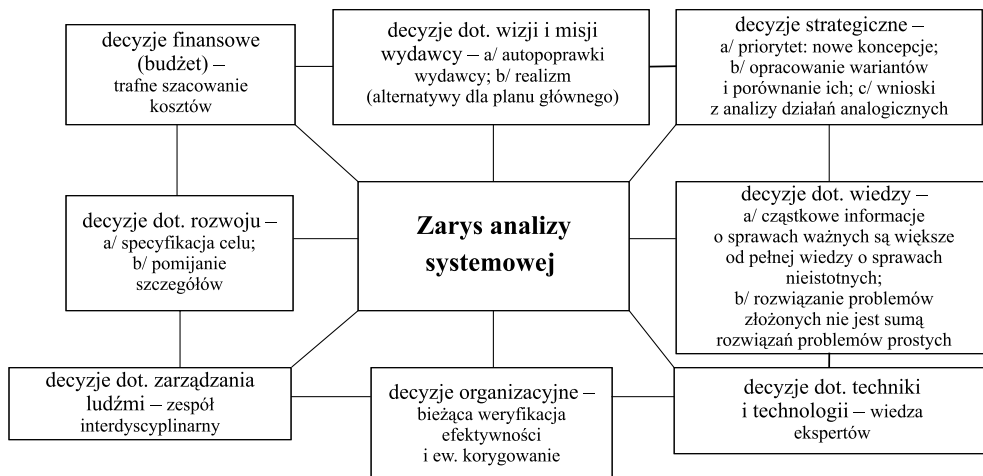 decyzje finansowe
(budżet) –
trafne szacowanie
kosztów
decyzje dot. wizji i misji
wydawcy – a/ autopoprawki
wydawcy; b/ realizm
(alternatywy dla planu głównego)
decyzje strategiczne –
a/ priorytet: nowe koncepcje;
b/ opracowanie wariantów
i porównanie ich; c/ wnioski
z analizy działań analogicznych
decyzje dot. rozwoju –
a/ specyfikacja celu;
b/ pomijanie
szczegółów
Zarys analizy
systemowej
decyzje dot. wiedzy –
a/ cząstkowe informacje
o sprawach ważnych są większe
od pełnej wiedzy o sprawach
nieistotnych;
b/ rozwiązanie problemów
złożonych nie jest sumą
rozwiązań problemów prostych
decyzje dot. zarządzania
ludźmi – zespół
interdyscyplinarny
decyzje organizacyjne –
bieżąca weryfikacja
efektywności
i ew. korygowanie
decyzje dot. techniki
i technologii – wiedza
ekspertów